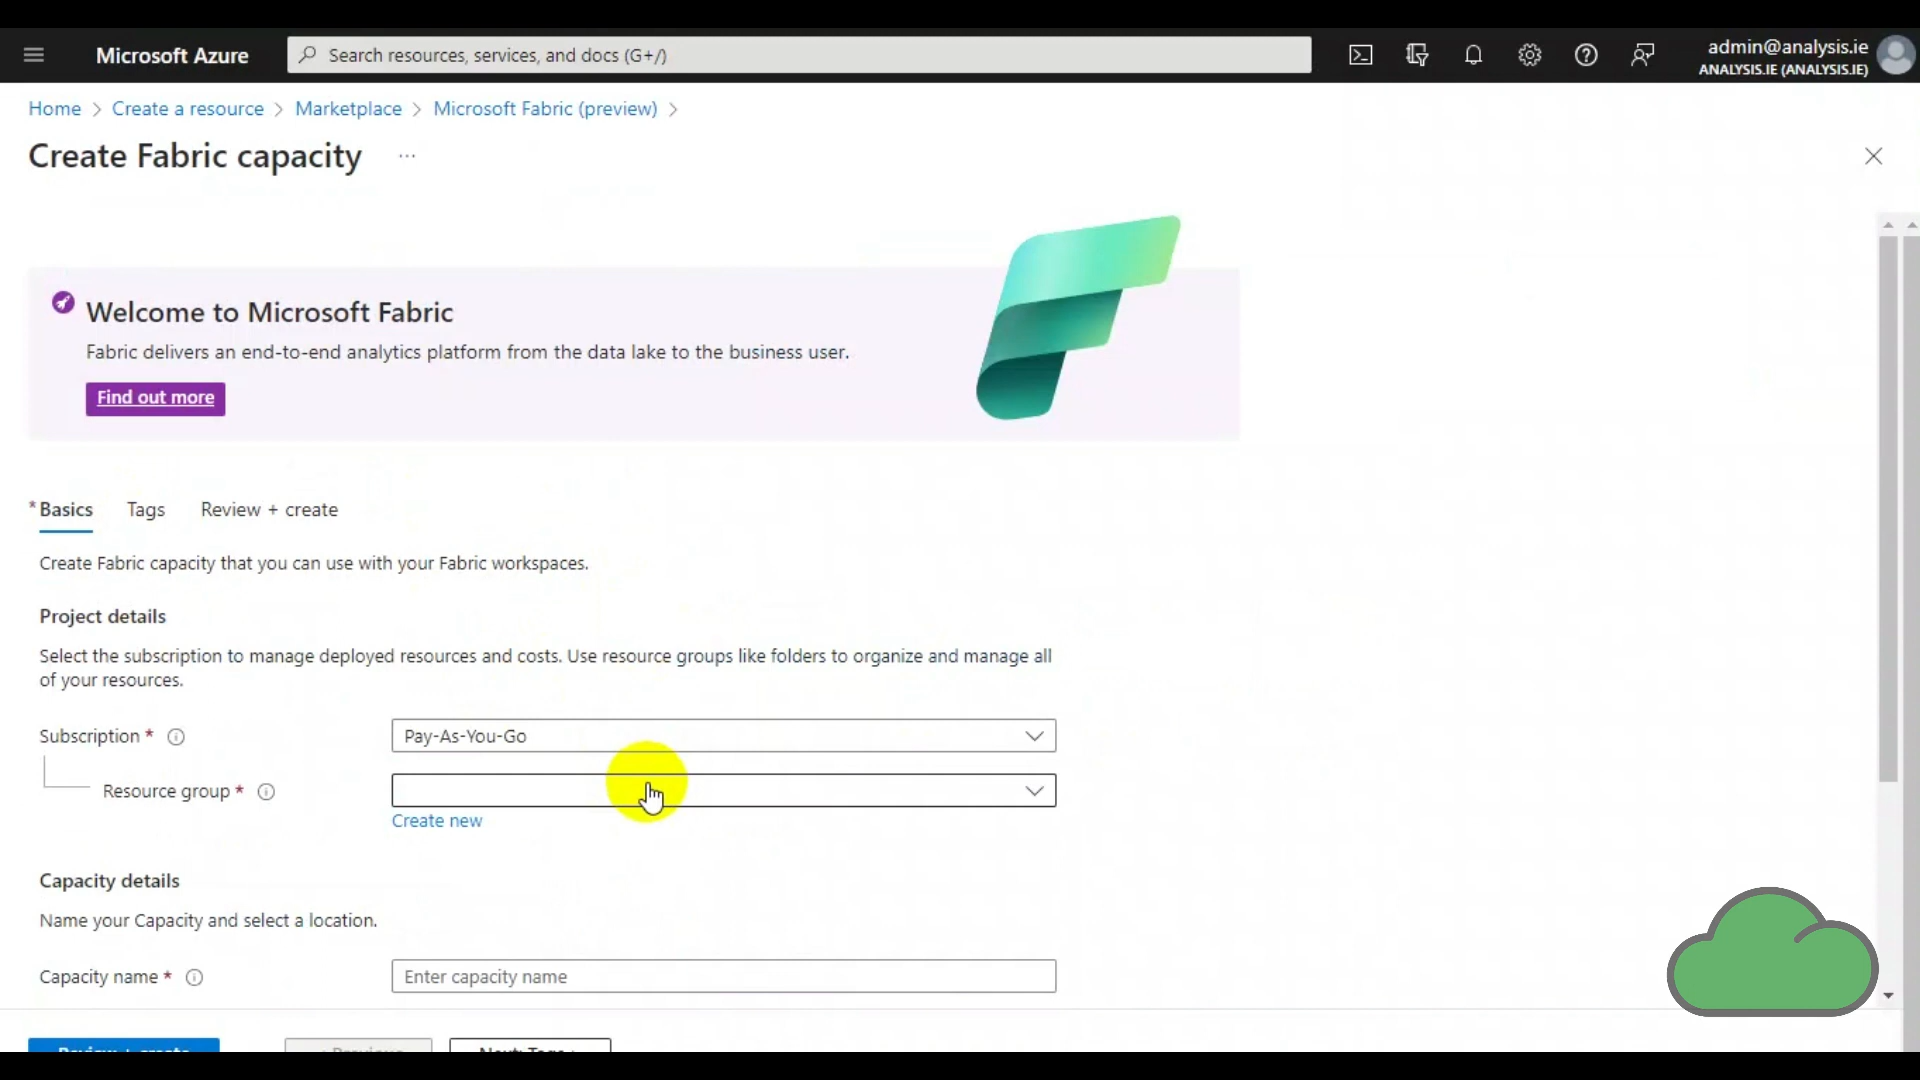 Microsoft Azure
Search resources, services, and docs (G+/)
admin@analysis.ie
ANALYSIS.IE (ANALYSIS.IE)
Home > Create a resource > Marketplace > Microsoft Fabric (preview) >
Create Fabric capacity ...
Welcome to Microsoft Fabric
Fabric delivers an end-to-end analytics platform from the data lake to the business user.
Find out more
* Basics Tags Review + create
Create Fabric capacity that you can use with your Fabric workspaces.
Project details
Select the subscription to manage deployed resources and costs. Use resource groups like folders to organize and manage all
of your resources.
Subscription * Pay-As-You-Go
Resource group *
Create new
Capacity details
Name your Capacity and select a location.
Capacity name * Enter capacity name
Review + create < Previous Next: Tags >